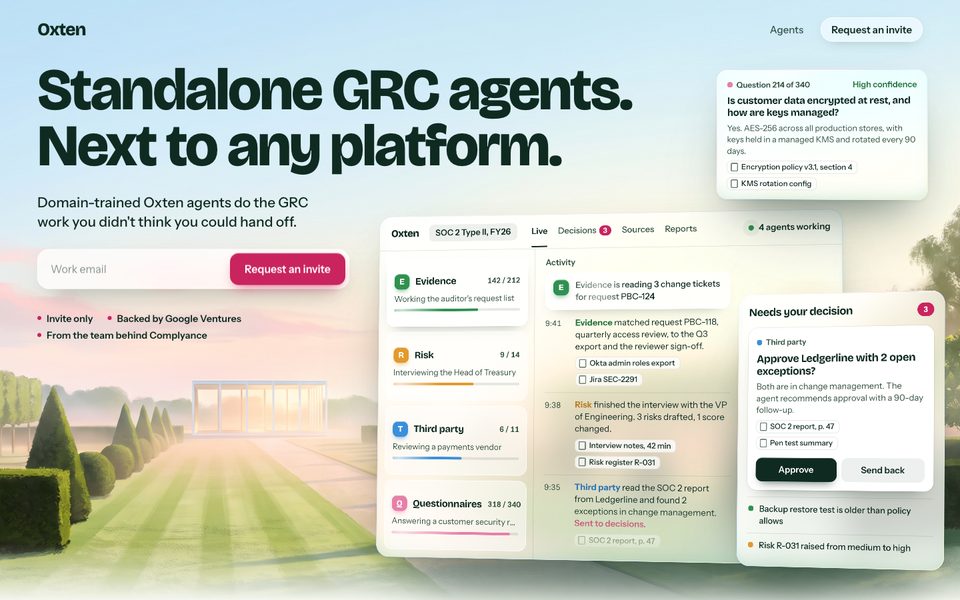 Oxten
Agents
Request an invite
Standalone GRC agents.
Next to any platform.
Domain-trained Oxten agents do the GRC
work you didn't think you could hand off.
Work email
Request an invite
Invite only
Backed by Google Ventures
From the team behind Complyance
Question 214 of 340
High confidence
Is customer data encrypted at rest, and
how are keys managed?
Yes. AES-256 across all production stores, with
keys held in a managed KMS and rotated every 90
days.
Encryption policy v3.1, section 4
KMS rotation config
Oxten
SOC 2 Type II, FY26
Live
Decisions 3
Sources
Reports
4 agents working
E Evidence 142 / 212
Working the auditor's request list
R Risk 9 / 14
Interviewing the Head of Treasury
T Third party 6 / 11
Reviewing a payments vendor
Q Questionnaires 318 / 340
Answering a customer security r...
Activity
E
Evidence is reading 3 change tickets
for request PBC-124
9:41
Evidence matched request PBC-118,
quarterly access review, to the Q3
export and the reviewer sign-off.
Okta admin roles export
Jira SEC-2291
9:38
Risk finished the interview with the VP
of Engineering. 3 risks drafted, 1 score
changed.
Interview notes, 42 min
Risk register R-031
9:35
Third party read the SOC 2 report
from Ledgerline and found 2
exceptions in change management.
Sent to decisions.
SOC 2 report, p. 47
Needs your decision
3
Third party
Approve Ledgerline with 2 open
exceptions?
Both are in change management. The
agent recommends approval with a 90-day
follow-up.
SOC 2 report, p. 47
Pen test summary
Approve
Send back
Backup restore test is older than policy
allows
Risk R-031 raised from medium to high